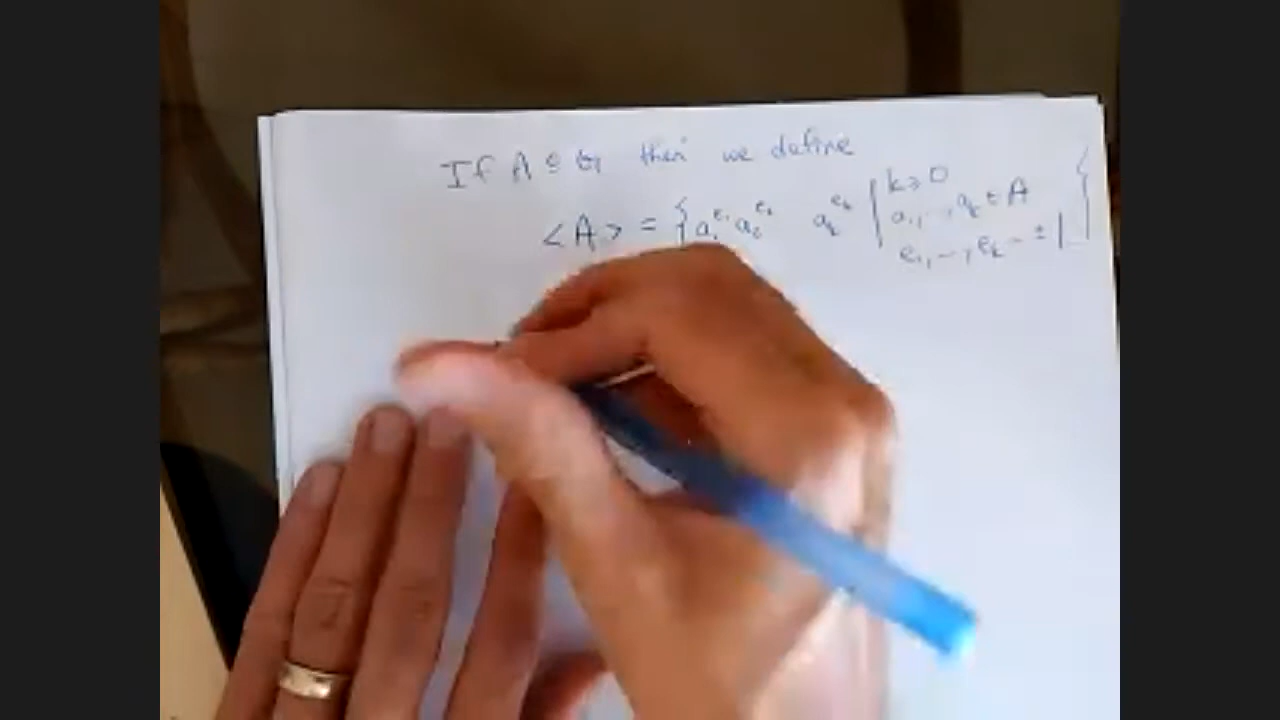 If A ⊆ G then we define
<A> = { a₁^e₁ a₂^e₂ a_k^e_k | k ≥ 0
a₁, ..., a_k ∈ A
e₁, ..., e_k = ±1 }